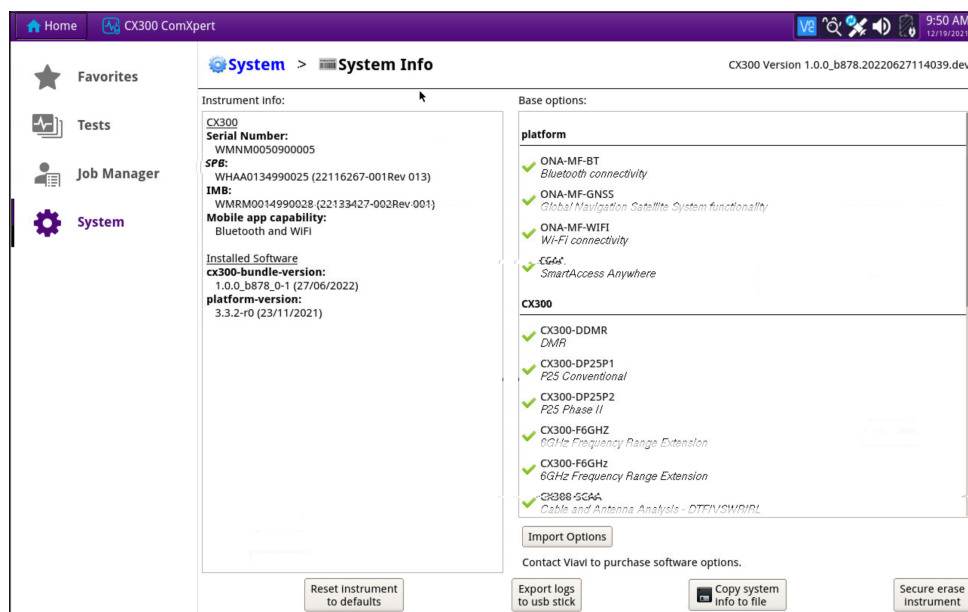 Home
CX300 ComXpert
9:50 AM
12/19/2021
Favorites
Tests
Job Manager
System
System > System Info
CX300 Version 1.0.0_b878.20220627114039.dev
Instrument info:
CX300
Serial Number:
WMNM0050900005
SPB:
WHAA0134990025 (22116267-001Rev 013)
IMB:
WMRM0014990028 (22133427-002Rev 001)
Mobile app capability:
Bluetooth and WiFi
Installed Software
cx300-bundle-version:
1.0.0_b878_0-1 (27/06/2022)
platform-version:
3.3.2-r0 (23/11/2021)
Base options:
platform
ONA-MF-BT
Bluetooth connectivity
ONA-MF-GNSS
Global Navigation Satellite System functionality
ONA-MF-WIFI
Wi-Fi connectivity
SmartAccess Anywhere
CX300
CX300-DDMR
DMR
CX300-DP25P1
P25 Conventional
CX300-DP25P2
P25 Phase II
CX300-F6GHZ
6GHz Frequency Range Extension
CX300-F6GHz
6GHz Frequency Range Extension
CX300-SCAA
Cable and Antenna Analysis - DTF/VSWR/RL
Import Options
Contact Viavi to purchase software options.
Reset instrument
to defaults
Export logs
to usb stick
Copy system
info to file
Secure erase
instrument